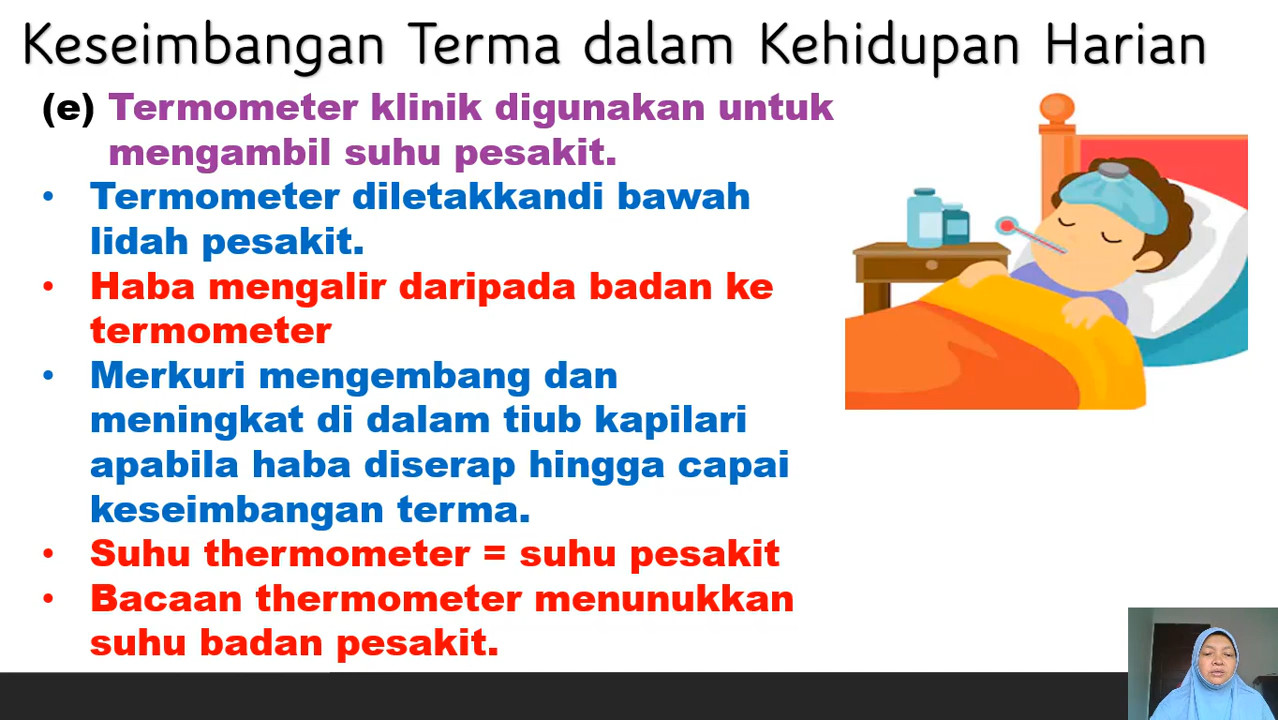 Keseimbangan Terma dalam Kehidupan Harian
(e) Termometer klinik digunakan untuk
mengambil suhu pesakit.
• Termometer diletakkandi bawah
lidah pesakit.
• Haba mengalir daripada badan ke
termometer
• Merkuri mengembang dan
meningkat di dalam tiub kapilari
apabila haba diserap hingga capai
keseimbangan terma.
• Suhu thermometer = suhu pesakit
• Bacaan thermometer menunukkan
suhu badan pesakit.